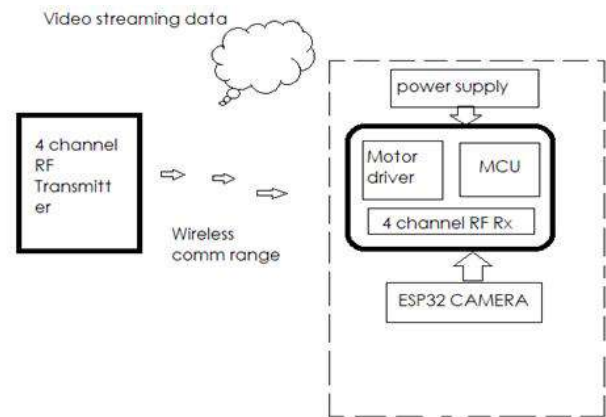 Video streaming data
4 channel
RF
Transmitt
er
Wireless
comm range
power supply
Motor
driver
MCU
4 channel RF Rx
ESP32 CAMERA